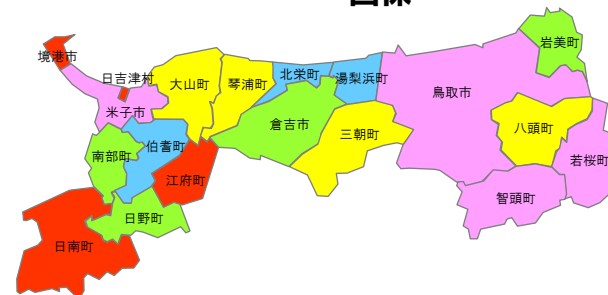 境港市
日吉津村
米子市
大山町
琴浦町
北栄町
湯梨浜町
鳥取市
岩美町
南部町
伯耆町
倉吉市
三朝町
八頭町
若桜町
江府町
智頭町
日野町
日南町